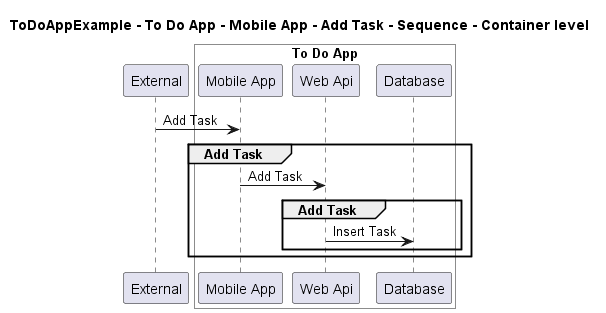 ToDoAppExample - To Do App - Mobile App - Add Task - Sequence - Container level
To Do App
External Mobile App Web Api Database
Add Task
Add Task
Add Task
Add Task
Insert Task
External Mobile App Web Api Database